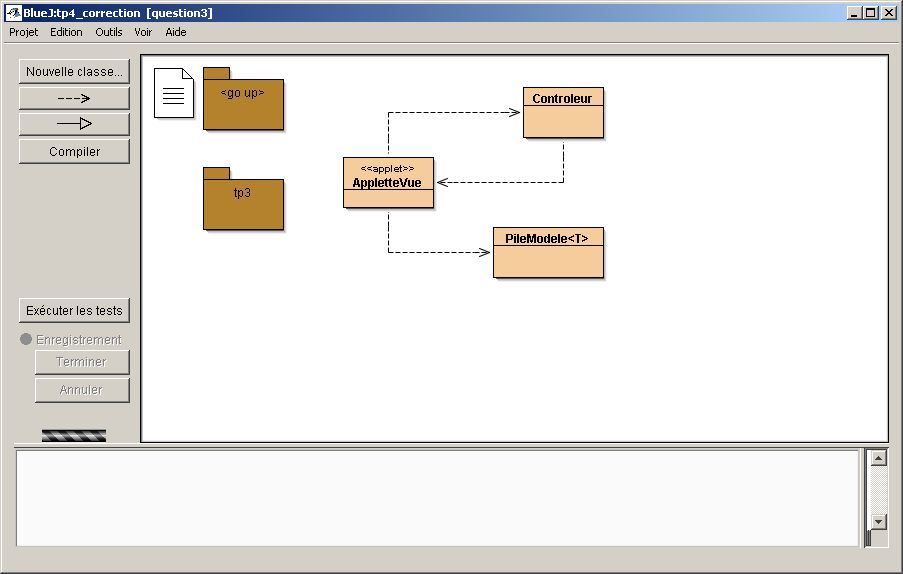 BlueJ:tp4_correction [question3]
Projet Edition Outils Voir Aide
Nouvelle classe...
Compiler
<go up>
tp3
Controleur
<<applet>>
AppletteVue
PileModele<T>
Exécuter les tests
Enregistrement
Terminer
Annuler